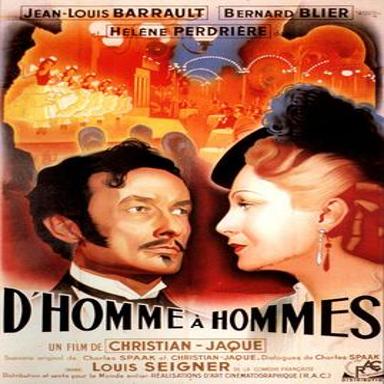 JEAN-LOUIS BARRAULT BERNARD BLIER
ET HÉLÈNE PERDRIÈRE
D'HOMME À HOMMES
UN FILM DE CHRISTIAN-JAQUE
Scénario original de Charles SPAAK et CHRISTIAN-JAQUE. Dialogues de Charles SPAAK
AVEC LOUIS SEIGNER DE LA COMÉDIE FRANÇAISE
Distribution et vente pour le Monde entier: RÉALISATIONS D'ART CINÉMATOGRAPHIQUE (R.A.C.)
RAC